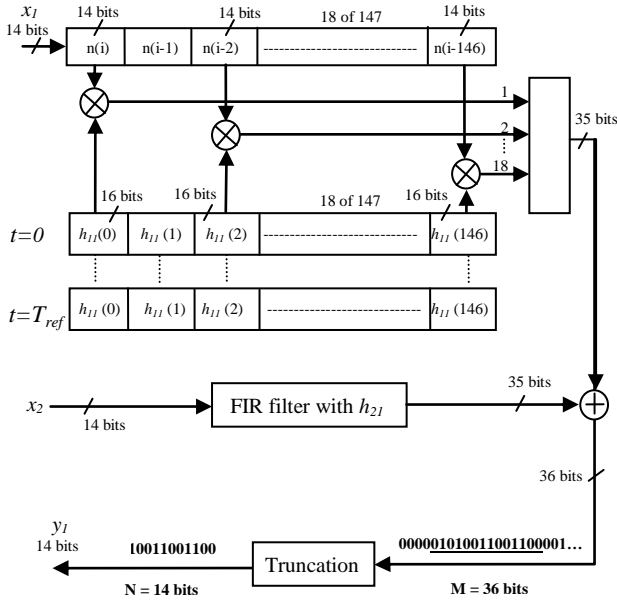 x1
14 bits
14 bits
14 bits
18 of 147
14 bits
n(i)
n(i-1)
n(i-2)
n(i-146)
1
2
18
35 bits
16 bits
16 bits
18 of 147
16 bits
t=0
h11(0)
h11 (1)
h11 (2)
h11 (146)
t=Tref
h11 (0)
h11 (1)
h11 (2)
h11 (146)
x2
14 bits
FIR filter with h21
35 bits
36 bits
y1
14 bits
10011001100
Truncation
000001010011001100001…
N = 14 bits
M = 36 bits